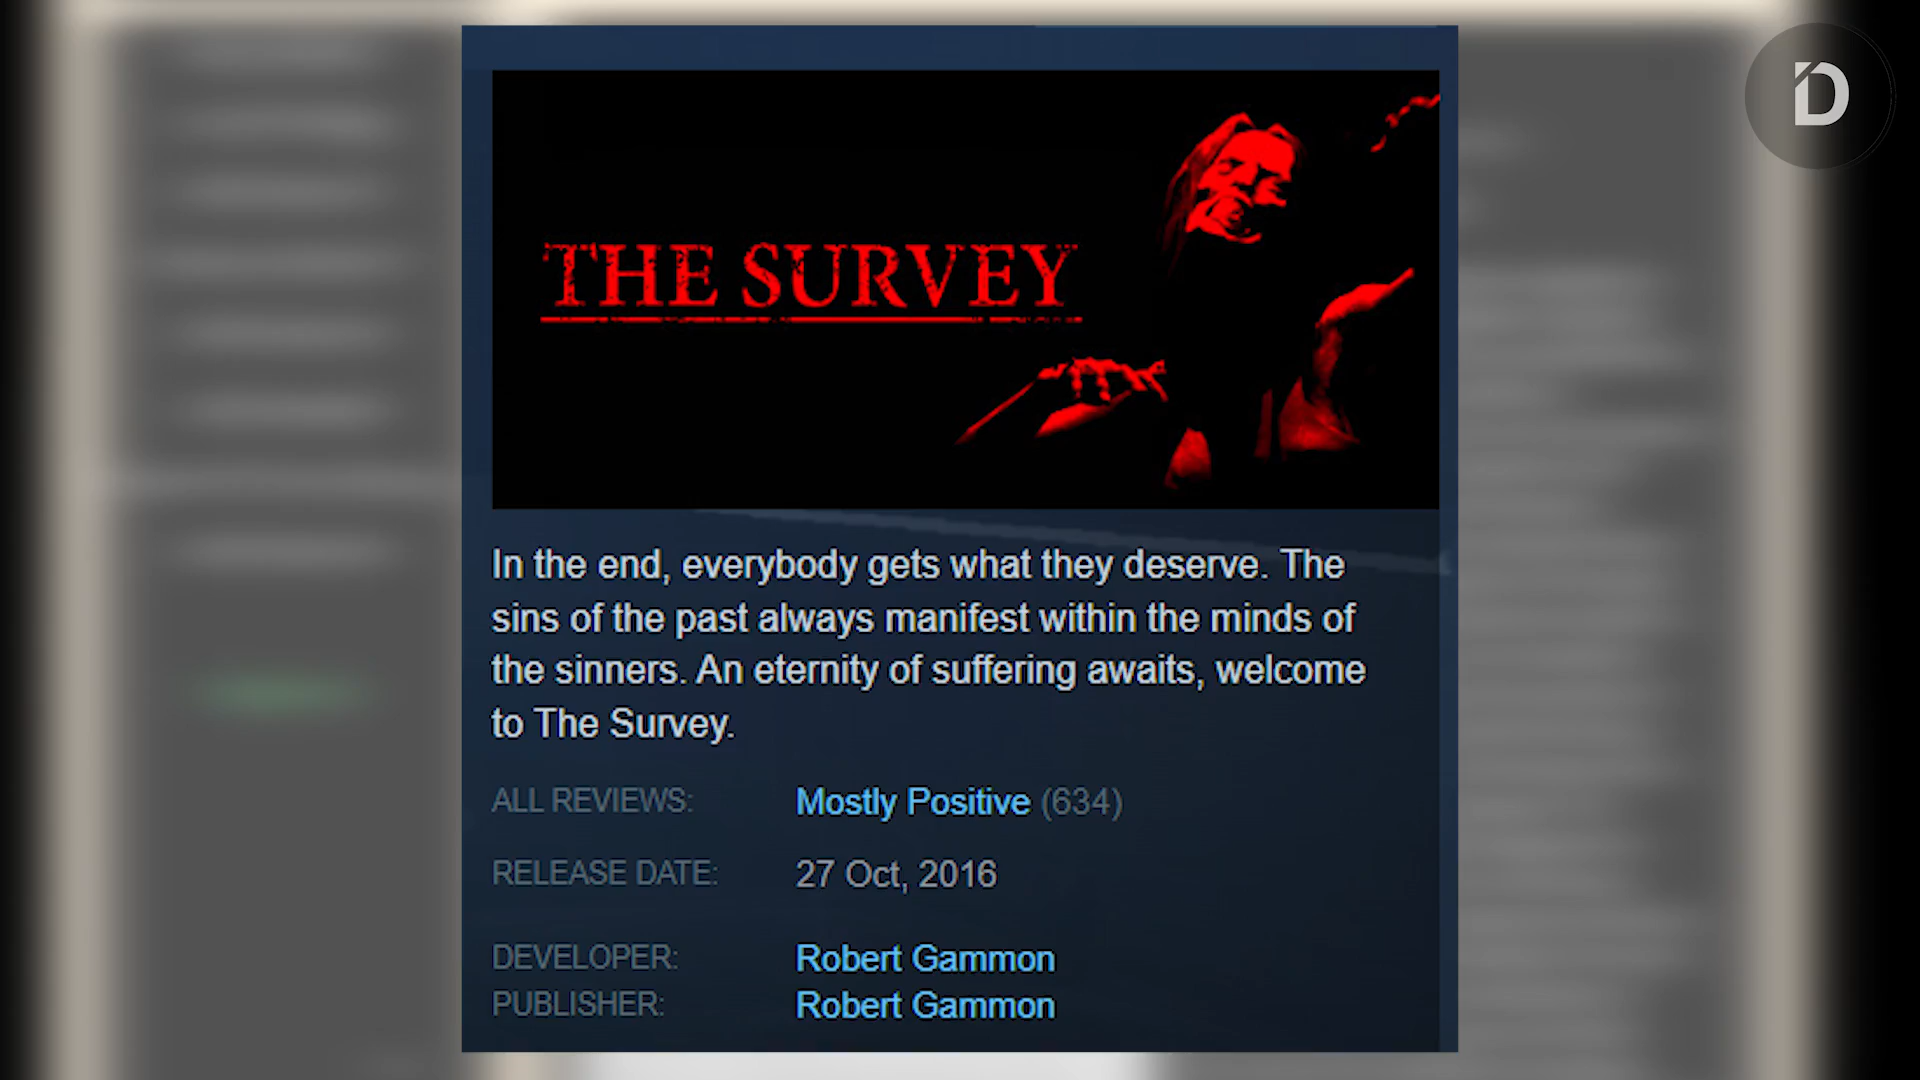 D
THE SURVEY
In the end, everybody gets what they deserve. The
sins of the past always manifest within the minds of
the sinners. An eternity of suffering awaits, welcome
to The Survey.
ALL REVIEWS: Mostly Positive (634)
RELEASE DATE: 27 Oct, 2016
DEVELOPER: Robert Gammon
PUBLISHER: Robert Gammon